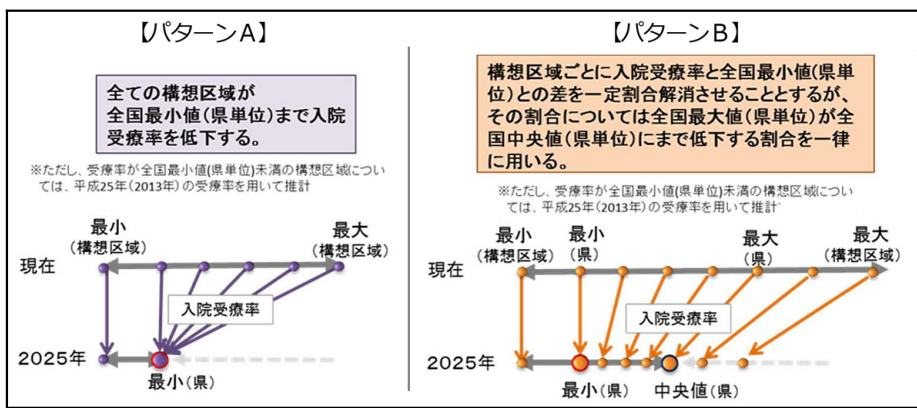 【パターンA】
全ての構想区域が
全国最小値(県単位)まで入院
受療率を低下する。
※ただし、受療率が全国最小値(県単位)未満の構想区域につい
ては、平成25年(2013年)の受療率を用いて推計
最小
(構想区域)
最大
(構想区域)
現在
入院受療率
2025年
最小(県)
【パターンB】
構想区域ごとに入院受療率と全国最小値(県単
位)との差を一定割合解消させることとするが、
その割合については全国最大値(県単位)が全
国中央値(県単位)にまで低下する割合を一律
に用いる。
※ただし、受療率が全国最小値(県単位)未満の構想区域につい
ては、平成25年(2013年)の受療率を用いて推計
最小
(構想区域)
最小
(県)
最大
(県)
最大
(構想区域)
現在
入院受療率
2025年
最小(県)
中央値(県)